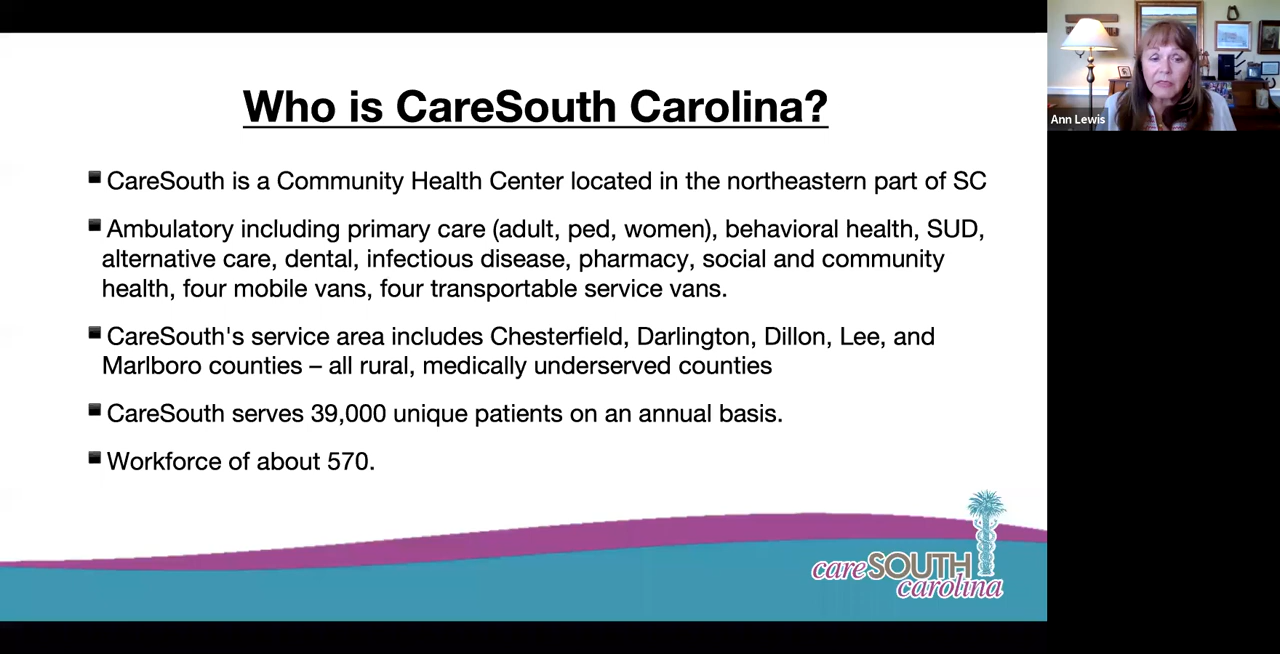 Who is CareSouth Carolina?
▪ CareSouth is a Community Health Center located in the northeastern part of SC
▪ Ambulatory including primary care (adult, ped, women), behavioral health, SUD,
alternative care, dental, infectious disease, pharmacy, social and community
health, four mobile vans, four transportable service vans.
▪ CareSouth's service area includes Chesterfield, Darlington, Dillon, Lee, and
Marlboro counties – all rural, medically underserved counties
▪ CareSouth serves 39,000 unique patients on an annual basis.
▪ Workforce of about 570.
careSOUTH
carolina
Ann Lewis